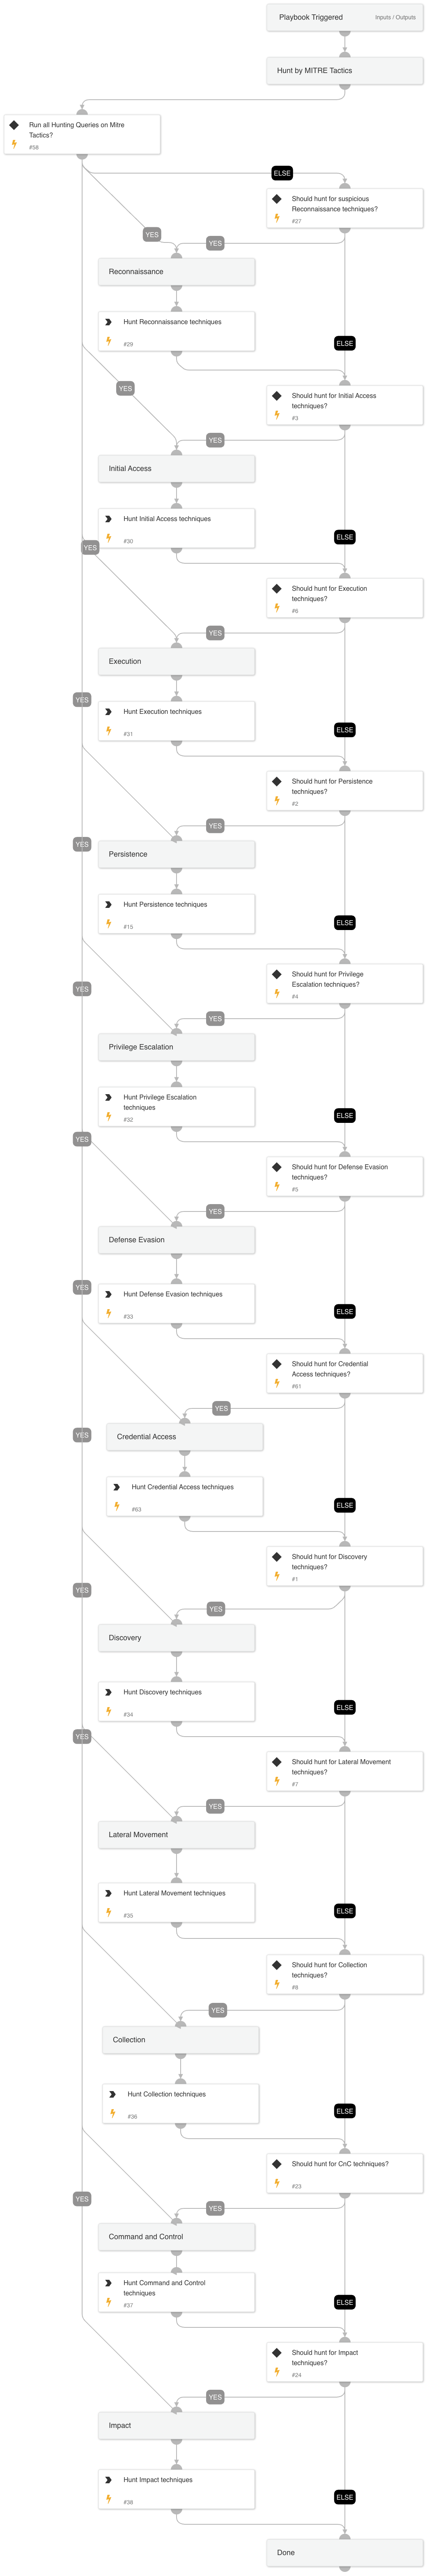 Playbook Triggered
Inputs / Outputs
Hunt by MITRE Tactics
Run all Hunting Queries on Mitre
Tactics?
#58
ELSE
Should hunt for suspicious
Reconnaissance techniques?
#27
YES
YES
Reconnaissance
Hunt Reconnaissance techniques
#29
ELSE
YES
Should hunt for Initial Access
techniques?
#3
YES
Initial Access
Hunt Initial Access techniques
#30
ELSE
YES
Should hunt for Execution
techniques?
#6
YES
Execution
YES
Hunt Execution techniques
#31
ELSE
Should hunt for Persistence
techniques?
#2
YES
YES
Persistence
Hunt Persistence techniques
#15
ELSE
Should hunt for Privilege
Escalation techniques?
#4
YES
YES
Privilege Escalation
Hunt Privilege Escalation
techniques
#32
ELSE
YES
Should hunt for Defense Evasion
techniques?
#5
YES
Defense Evasion
YES
Hunt Defense Evasion techniques
#33
ELSE
Should hunt for Credential
Access techniques?
#61
YES
YES
Credential Access
Hunt Credential Access techniques
#63
ELSE
Should hunt for Discovery
techniques?
#1
YES
YES
Discovery
Hunt Discovery techniques
#34
ELSE
YES
Should hunt for Lateral Movement
techniques?
#7
YES
Lateral Movement
Hunt Lateral Movement techniques
#35
ELSE
Should hunt for Collection
techniques?
#8
YES
Collection
Hunt Collection techniques
#36
ELSE
Should hunt for CnC techniques?
#23
YES
YES
Command and Control
Hunt Command and Control
techniques
#37
ELSE
Should hunt for Impact
techniques?
#24
YES
Impact
Hunt Impact techniques
#38
ELSE
Done